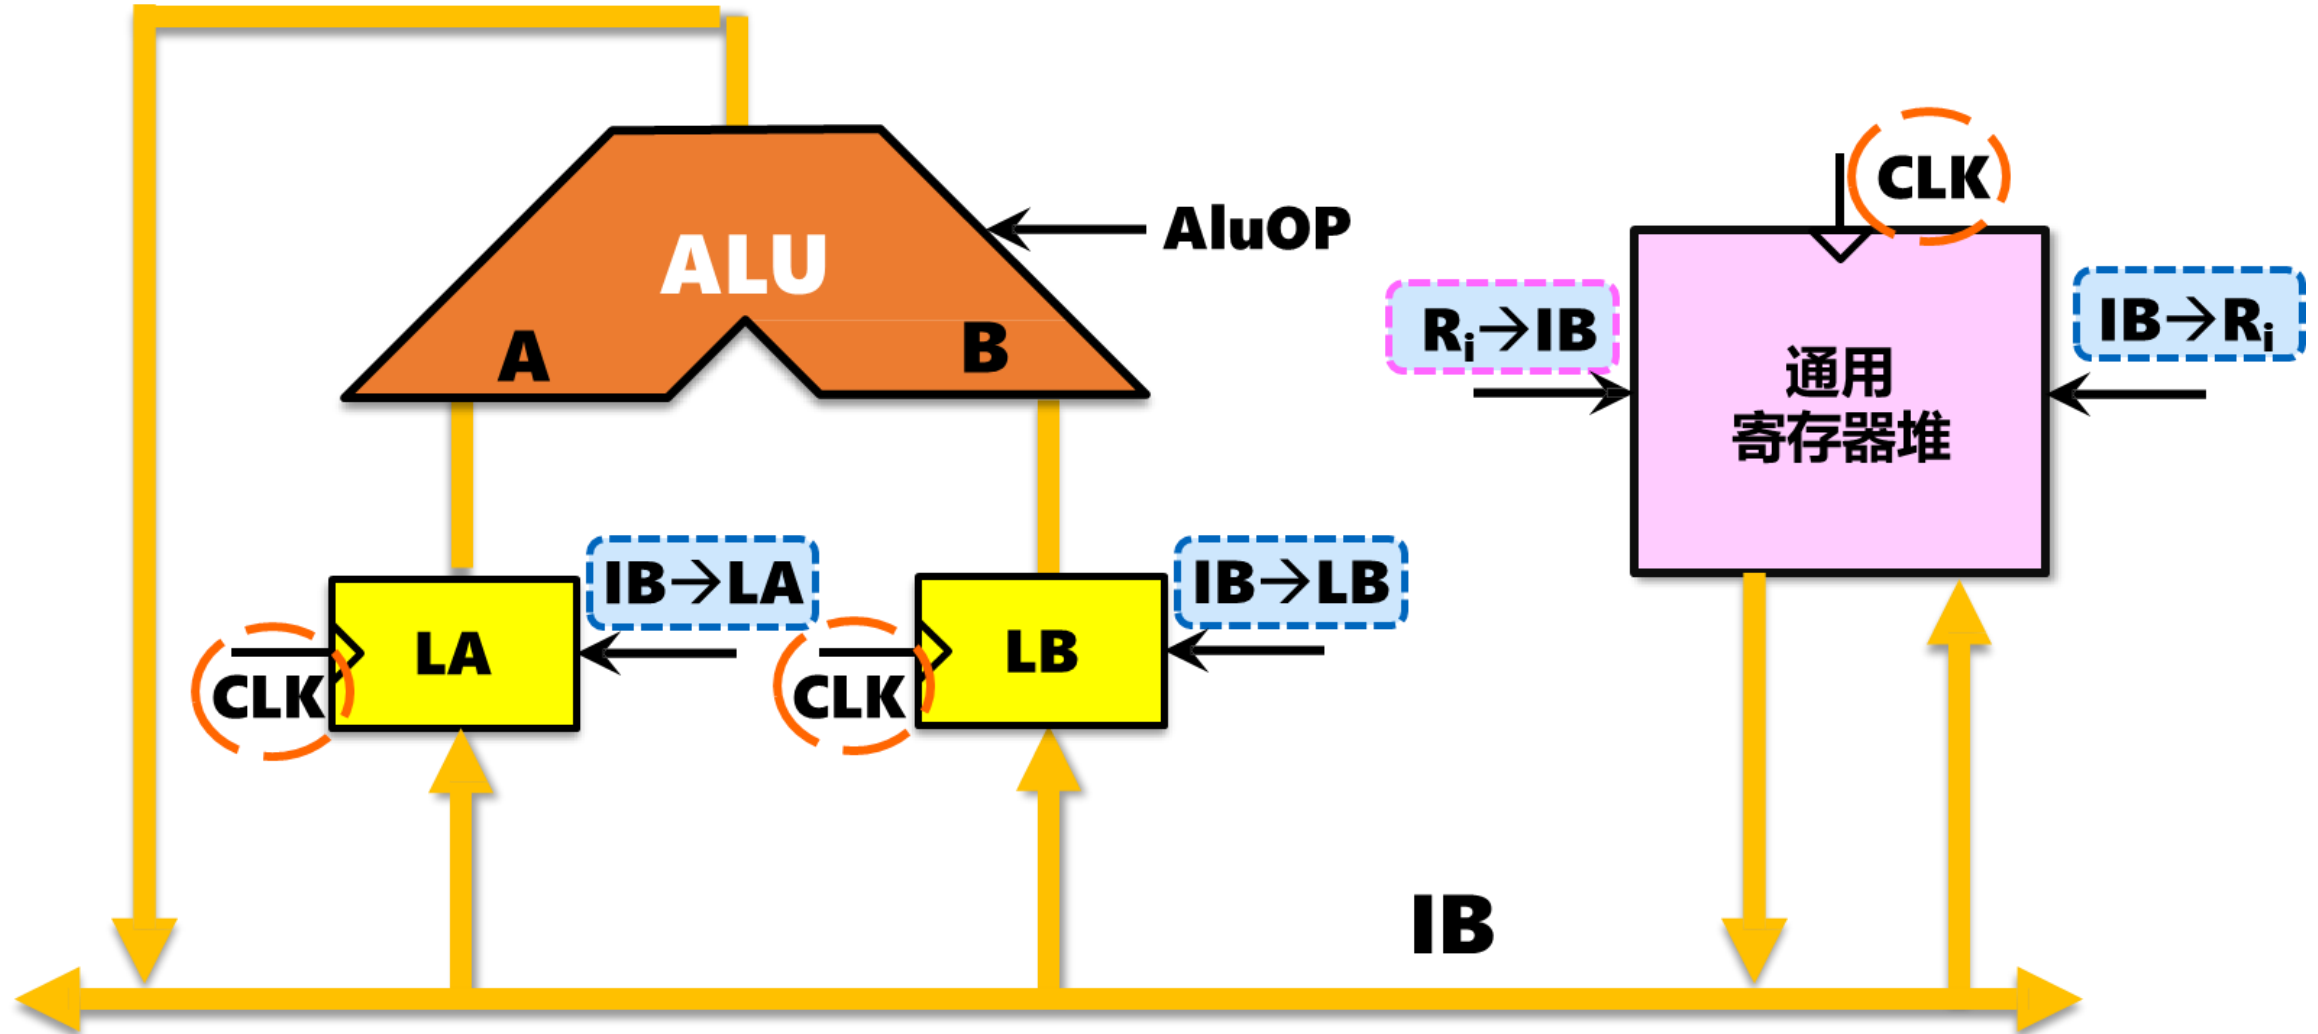 ALU
A
B
AluOP
CLK
Ri→IB
IB→Ri
通用
寄存器堆
IB→LA
IB→LB
LA
LB
CLK
CLK
IB